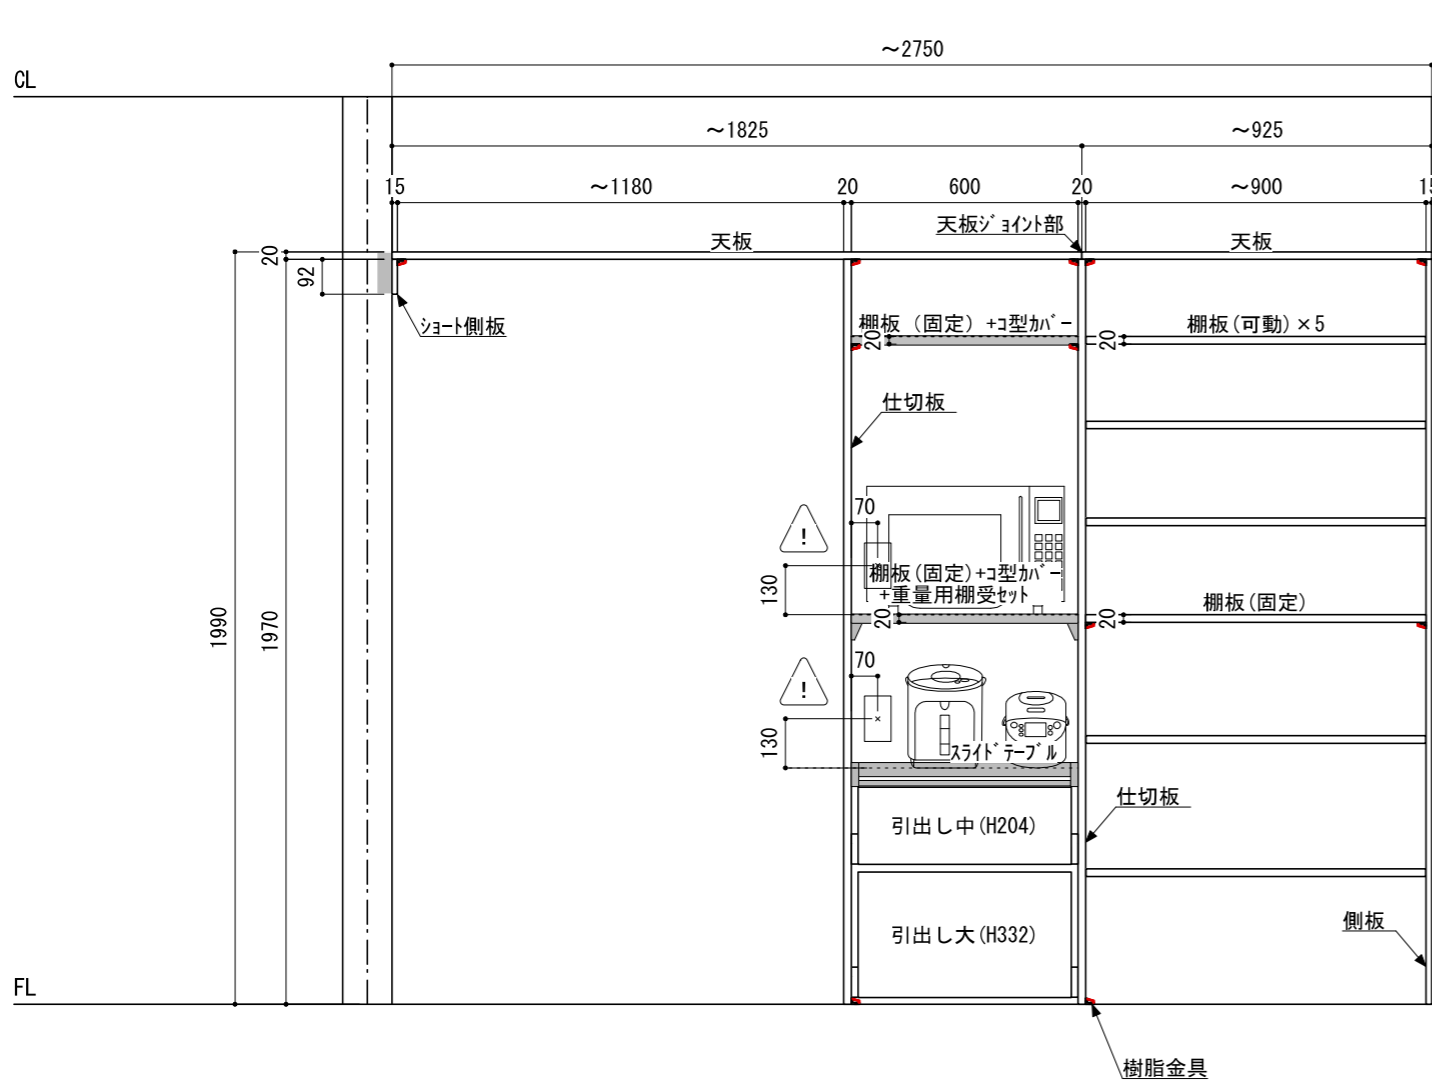 ～2750
CL
～1825
～925
15
～1180
20
600
20
～900
15
天板ｼﾞｮｲﾝﾄ部
天板
天板
20
92
ｼｮｰﾄ側板
棚板（固定）+ｺ型ｶﾊﾞｰ
20
棚板(可動)×5
20
仕切板
70
!
130
棚板(固定)+ｺ型ｶﾊﾞｰ
+重量用棚受ｾｯﾄ
20
棚板(固定)
20
1990
1970
70
!
130
ｽﾗｲﾄﾞﾃｰﾌﾞﾙ
仕切板
引出し中(H204)
引出し大(H332)
側板
FL
樹脂金具